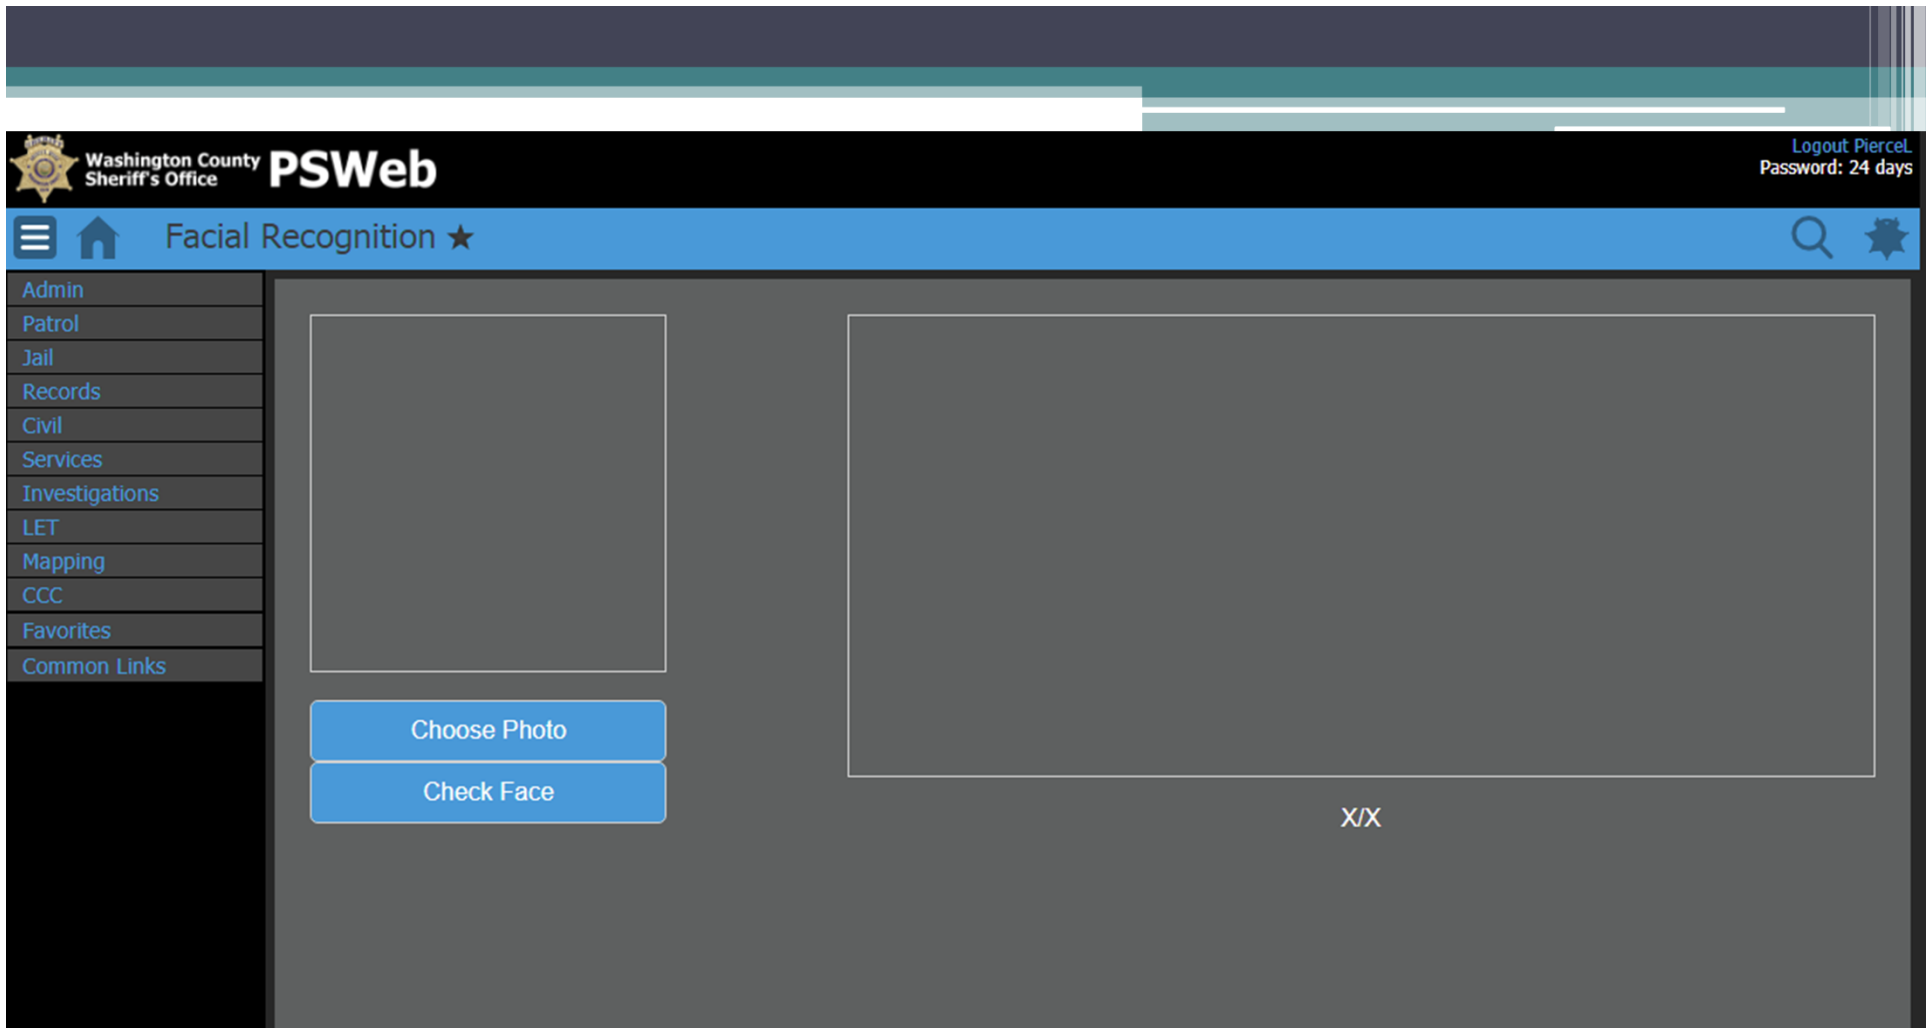 Washington County
Sheriff's Office
PSWeb
Logout PierceL
Password: 24 days
Facial Recognition
Admin
Patrol
Jail
Records
Civil
Services
Investigations
LET
Mapping
CCC
Favorites
Common Links
Choose Photo
Check Face
X/X